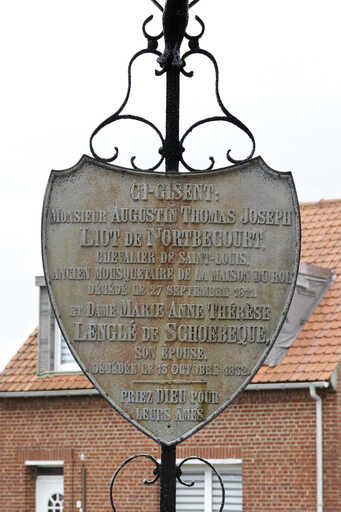 CI-GISENT:
MONSIEUR AUGUSTIN THOMAS JOSEPH
LIOT DE NORTBECOURT,
CHEVALIER DE SAINT-LOUIS,
ANCIEN MOUSQUETAIRE DE LA MAISON DU ROI
DÉCÉDÉ LE 27 SEPTEMBRE
ET DAME MARIE ANNE THÉRÈSE
LENGLÉ DE SCHOEBEQUE,
SON ÉPOUSE,
DÉCÉDÉE LE 13 OCTOBRE 1832.
PRIEZ DIEU POUR
LEURS ÂMES